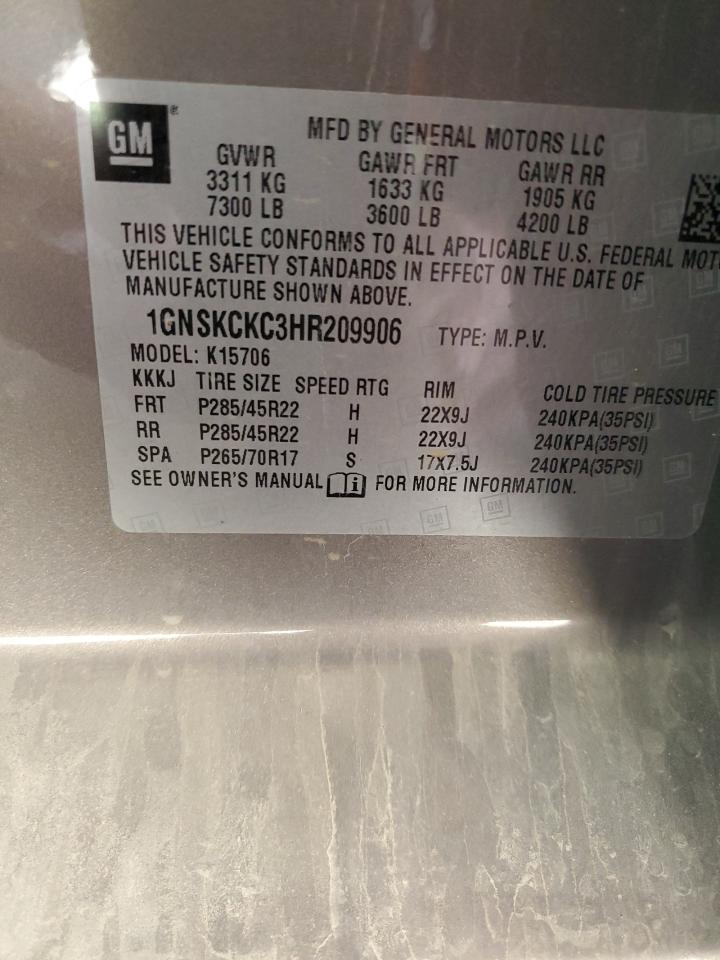 GM®
MFD BY GENERAL MOTORS LLC
GVWR GAWR FRT GAWR RR
3311 KG 1633 KG 1905 KG
7300 LB 3600 LB 4200 LB
THIS VEHICLE CONFORMS TO ALL APPLICABLE U.S. FEDERAL MOT
VEHICLE SAFETY STANDARDS IN EFFECT ON THE DATE OF
MANUFACTURE SHOWN ABOVE.
1GNSKCKC3HR209906 TYPE: M.P.V.
MODEL: K15706
KKKJ TIRE SIZE SPEED RTG RIM COLD TIRE PRESSURE
FRT P285/45R22 H 22X9J 240KPA(35PSI)
RR P285/45R22 H 22X9J 240KPA(35PSI)
SPA P265/70R17 S 17X7.5J 240KPA(35PSI)
SEE OWNER'S MANUAL FOR MORE INFORMATION.